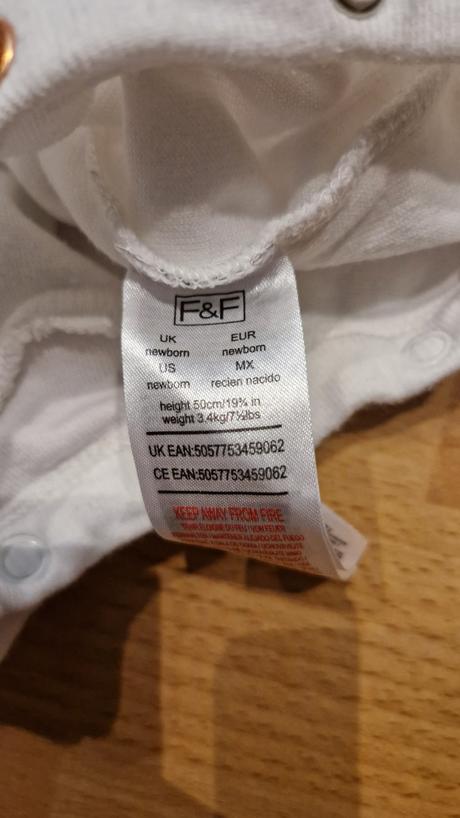 F&F
UK EUR
newborn newborn
US MX
newborn recien nacido
height 50cm/19¾ in
weight 3.4kg/7½lbs
UK EAN:5057753459062
CE EAN:5057753459062
KEEP AWAY FROM FIRE